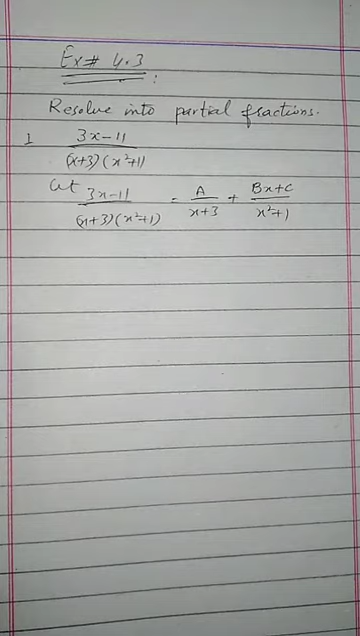 Ex# 4.3 :
Resolve into partial fractions.
1 3x-11 / (x+3)(x²+1)
Let 3x-11 / (x+3)(x²+1) = A / x+3 + Bx+C / x²+1